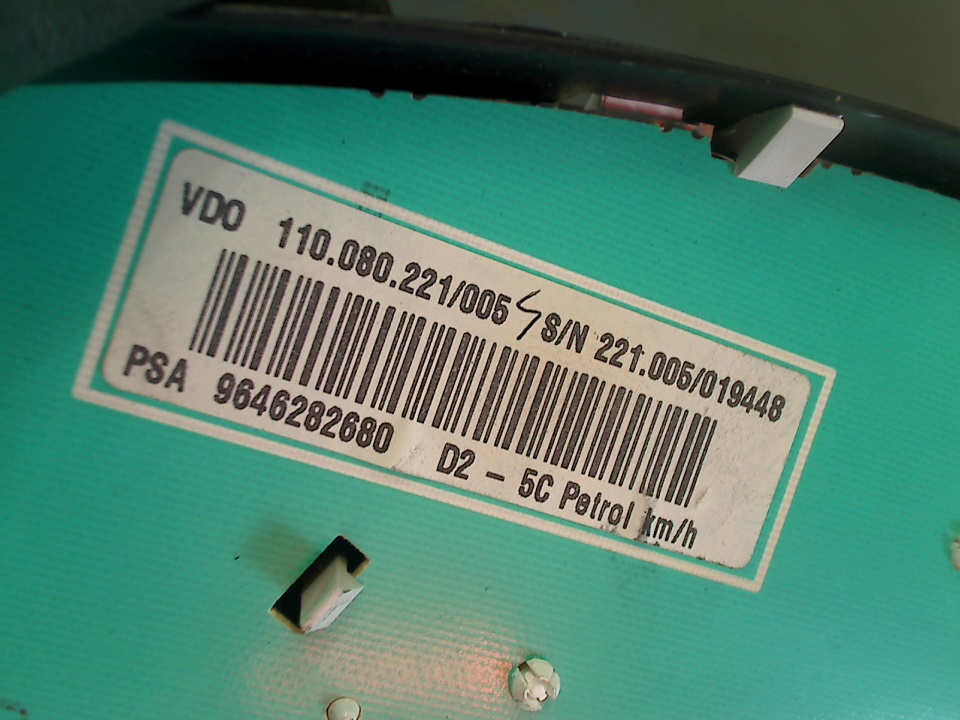 VDO 110.080.221/005 S/N 221.005/019448
PSA 9646282680 D2 - 5C Petrol km/h